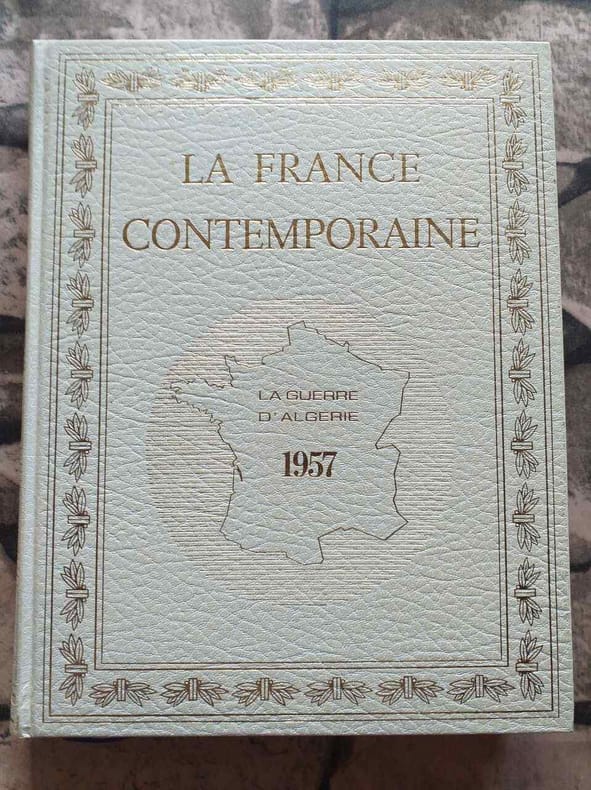 LA FRANCE
CONTEMPORAINE
LA GUERRE
D'ALGERIE
1957